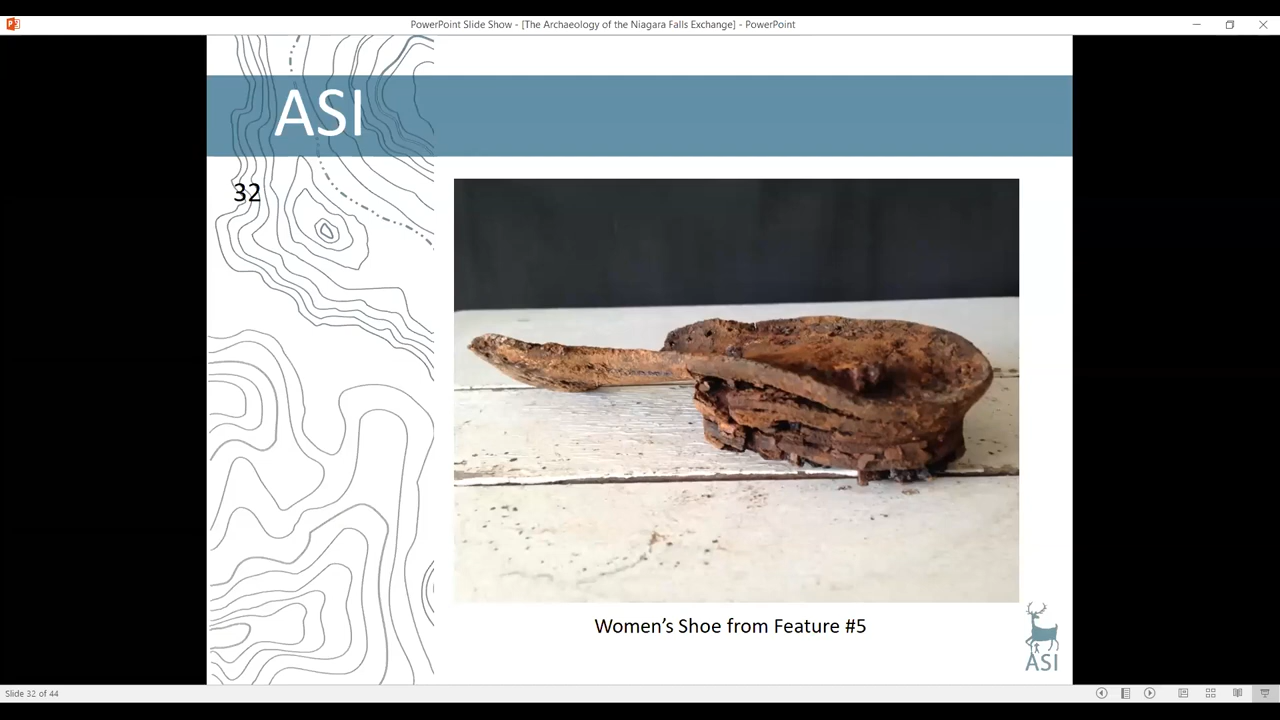 PowerPoint Slide Show - [The Archaeology of the Niagara Falls Exchange] - PowerPoint
ASI
32
Women’s Shoe from Feature #5
ASI
Slide 32 of 44